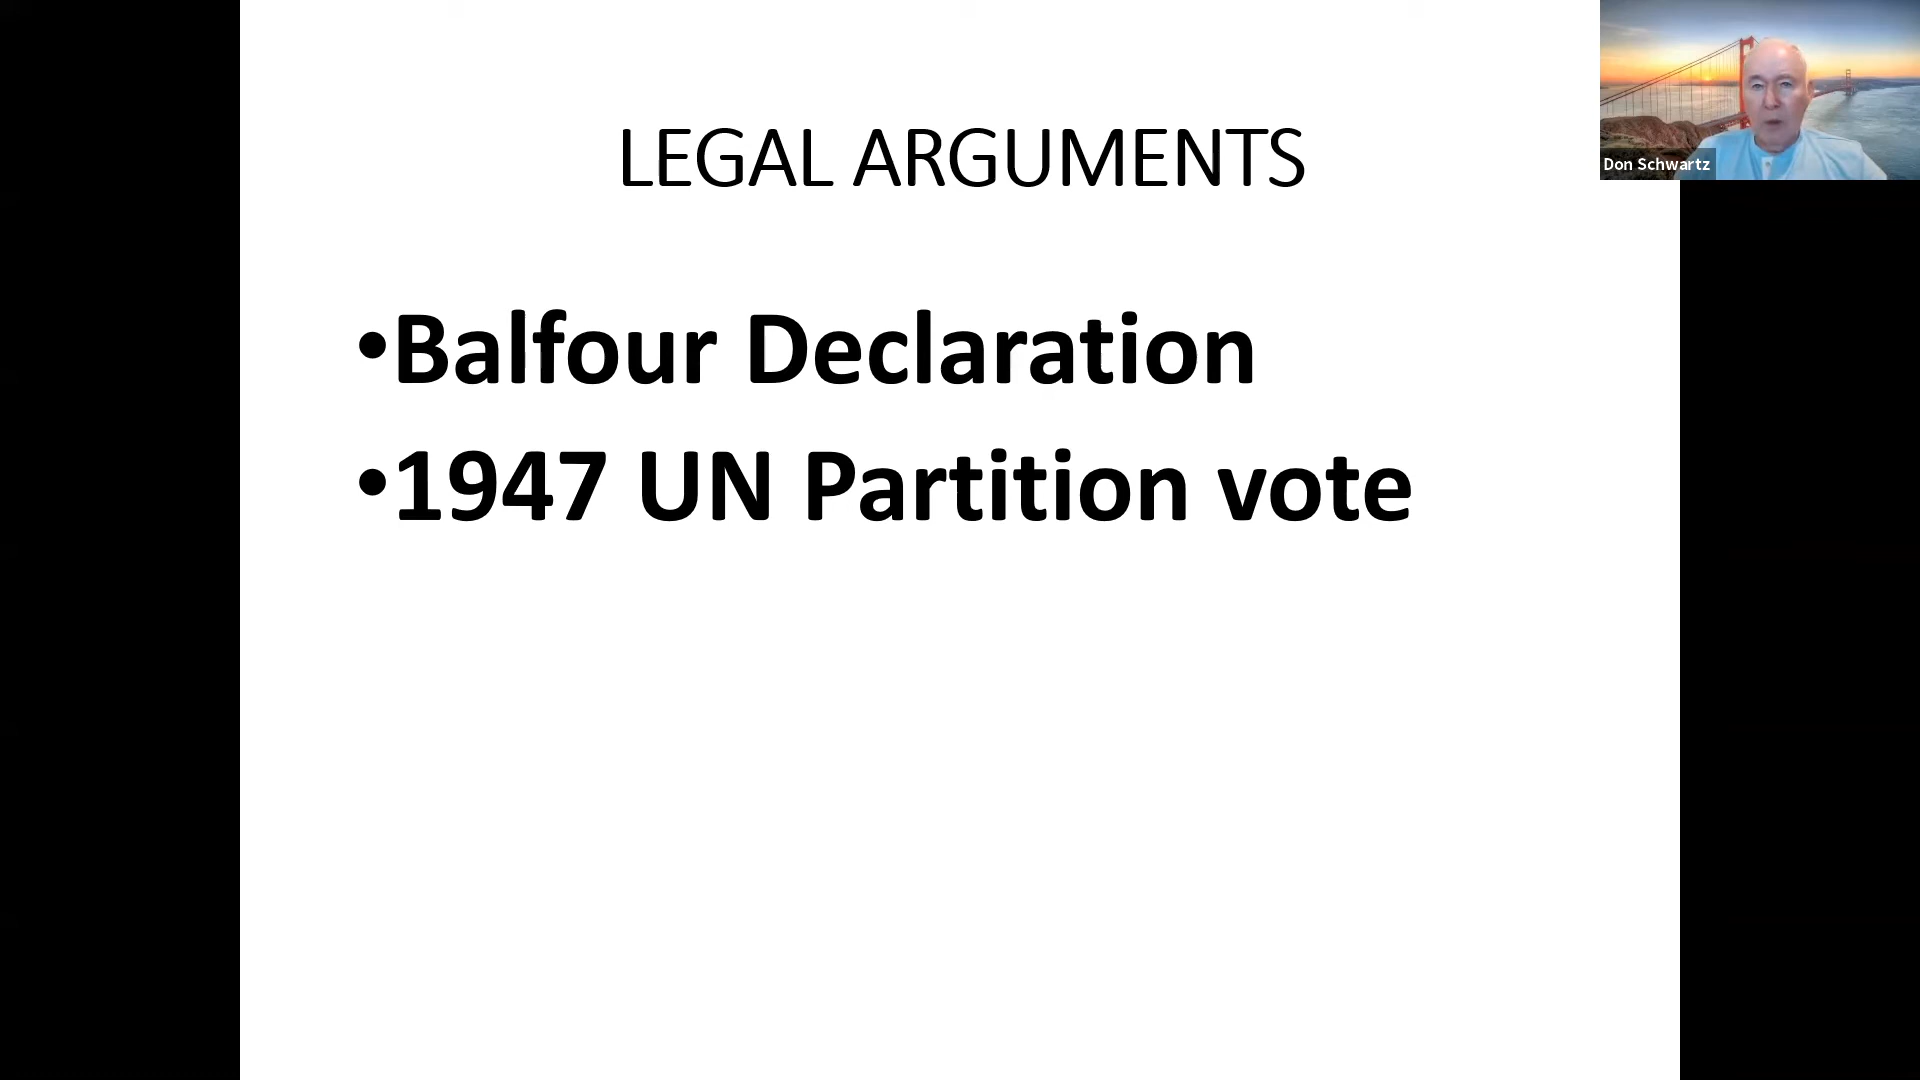 LEGAL ARGUMENTS
•Balfour Declaration
•1947 UN Partition vote
Don Schwartz